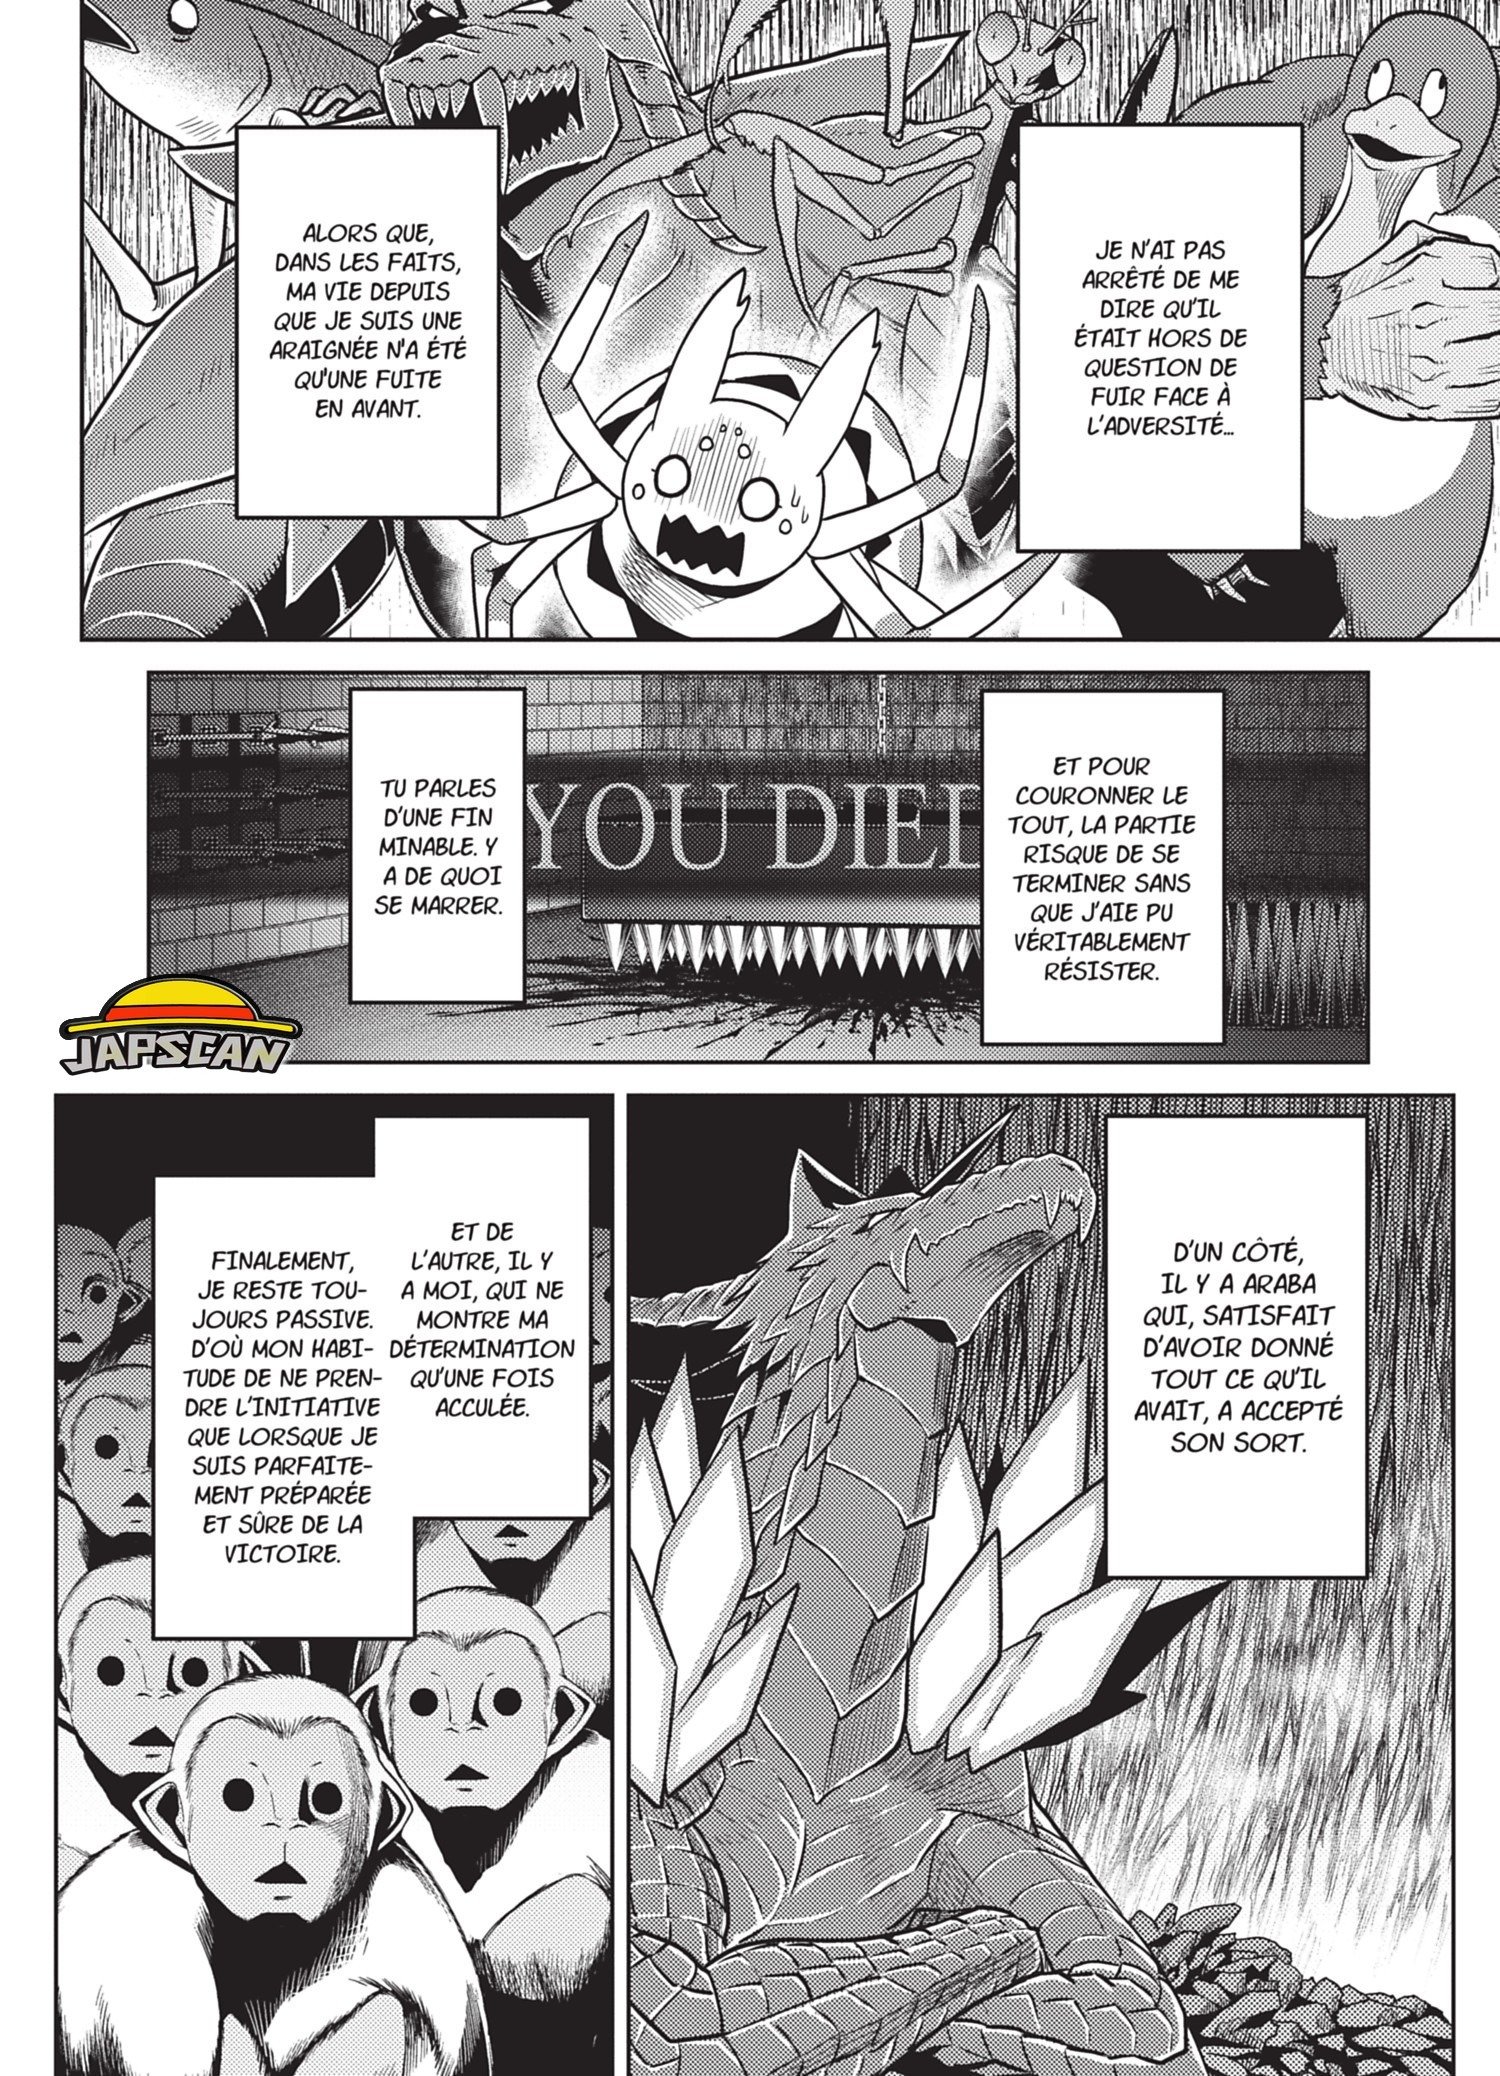 JE N'AI PAS
ARRÊTÉ DE ME
DIRE QU'IL
ÉTAIT HORS DE
QUESTION DE
FUIR FACE À
L'ADVERSITÉ...
ALORS QUE,
DANS LES FAITS,
MA VIE DEPUIS
QUE JE SUIS UNE
ARAIGNÉE N'A ÉTÉ
QU'UNE FUITE
EN AVANT.
ET POUR
COURONNER LE
TOUT, LA PARTIE
RISQUE DE SE
TERMINER SANS
QUE J'AIE PU
VÉRITABLEMENT
RÉSISTER.
YOU DIED
TU PARLES
D'UNE FIN
MINABLE. Y
A DE QUOI
SE MARRER.
JAPSCAN
D'UN CÔTÉ,
IL Y A ARABA
QUI, SATISFAIT
D'AVOIR DONNÉ
TOUT CE QU'IL
AVAIT, A ACCEPTÉ
SON SORT.
ET DE
L'AUTRE, IL Y
A MOI, QUI NE
MONTRE MA
DÉTERMINATION
QU'UNE FOIS
ACCULÉE.
FINALEMENT,
JE RESTE TOU-
JOURS PASSIVE.
D'OÙ MON HABI-
TUDE DE NE PREN-
DRE L'INITIATIVE
QUE LORSQUE JE
SUIS PARFAITE-
MENT PRÉPARÉE
ET SÛRE DE LA
VICTOIRE.